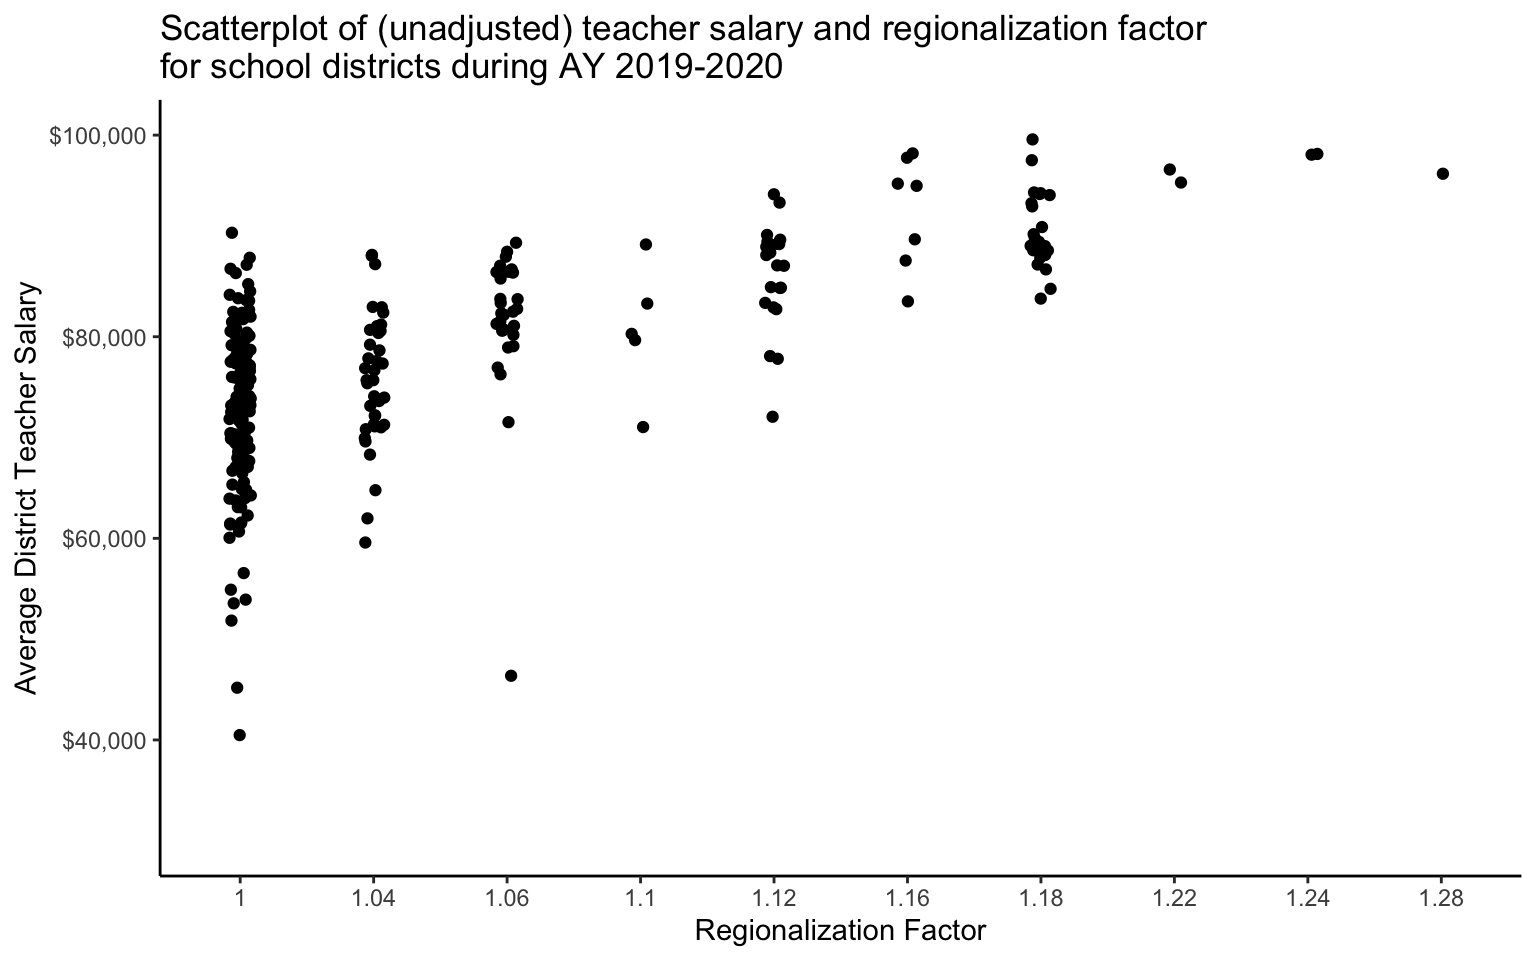 Scatterplot of (unadjusted) teacher salary and regionalization factor
for school districts during AY 2019-2020
Average District Teacher Salary
$100,000
$80,000
$60,000
$40,000
1 1.04 1.06 1.1 1.12 1.16 1.18 1.22 1.24 1.28
Regionalization Factor